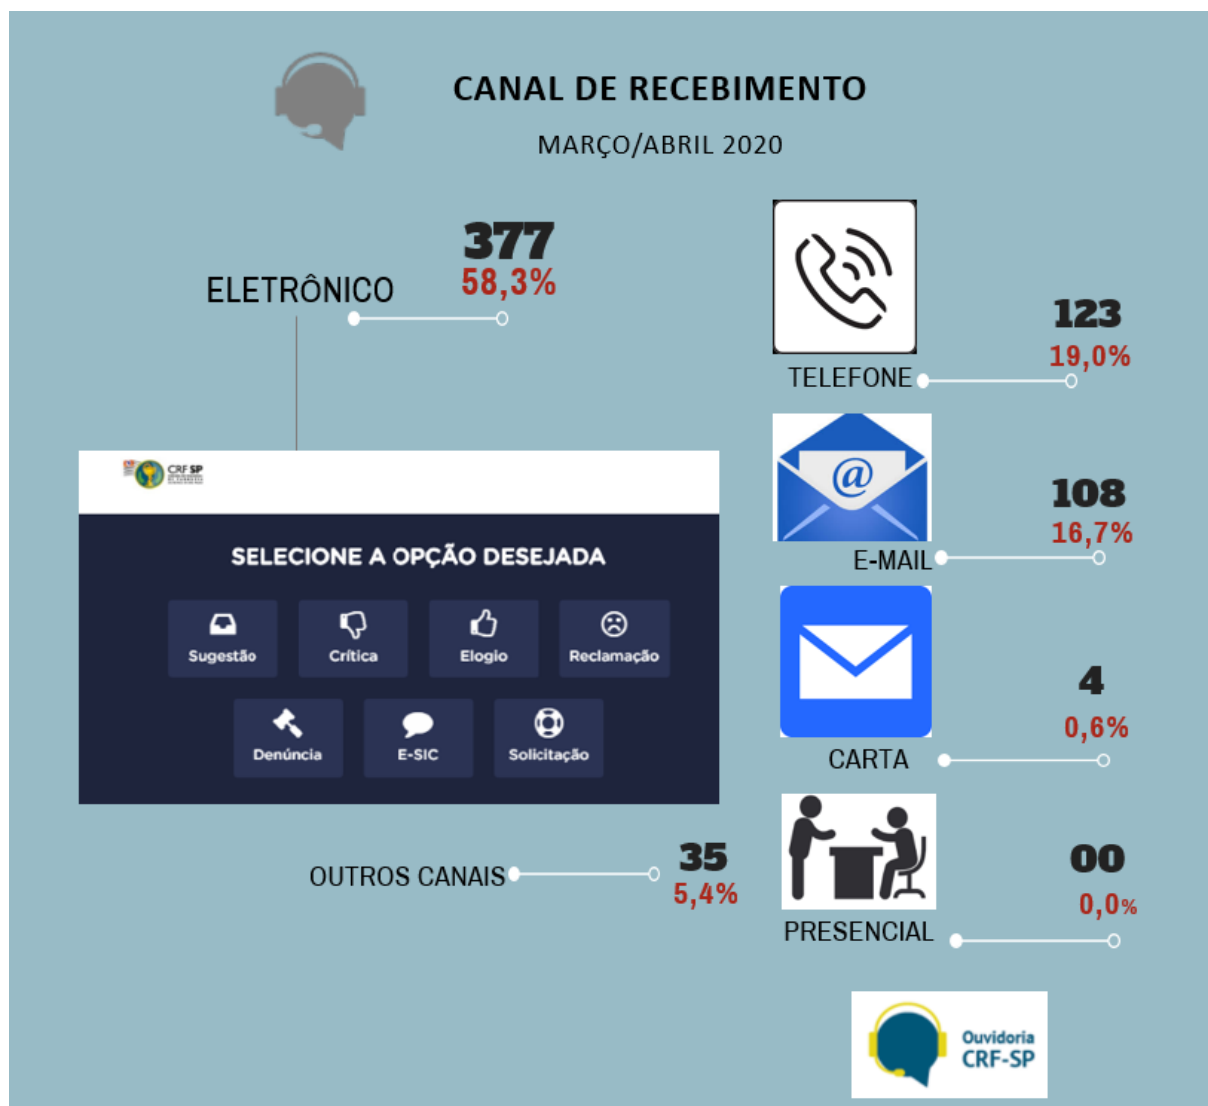 CANAL DE RECEBIMENTO
MARÇO/ABRIL 2020
377
58,3%
ELETRÔNICO
123
19,0%
TELEFONE
@
108
16,7%
E-MAIL
CRF SP
SELECIONE A OPÇÃO DESEJADA
Sugestão
Crítica
Elogio
Reclamação
Denúncia
E-SIC
Solicitação
4
0,6%
CARTA
OUTROS CANAIS
35
5,4%
00
0,0%
PRESENCIAL
Ouvidoria
CRF-SP